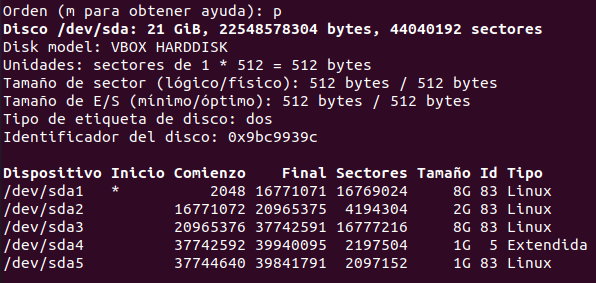 Orden (m para obtener ayuda): p
Disco /dev/sda: 21 GiB, 22548578304 bytes, 44040192 sectores
Disk model: VBOX HARDDISK
Unidades: sectores de 1 * 512 = 512 bytes
Tamaño de sector (lógico/físico): 512 bytes / 512 bytes
Tamaño de E/S (mínimo/óptimo): 512 bytes / 512 bytes
Tipo de etiqueta de disco: dos
Identificador del disco: 0x9bc9939c

Dispositivo Inicio Comienzo    Final Sectores Tamaño Id Tipo
/dev/sda1   *          2048 16771071 16769024     8G 83 Linux
/dev/sda2          16771072 20965375  4194304     2G 83 Linux
/dev/sda3          20965376 37742591 16777216     8G 83 Linux
/dev/sda4          37742592 39940095  2197504     1G  5 Extendida
/dev/sda5          37744640 39841791  2097152     1G 83 Linux